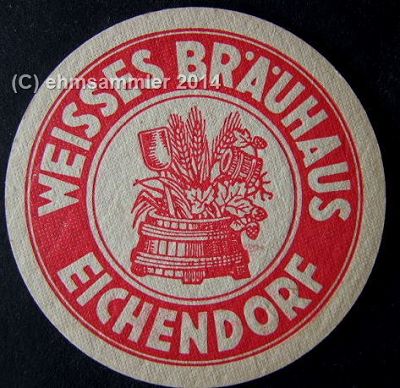 WEISSES BRÄUHAUS
EICHENDORF
(C) ehmsammler 2014